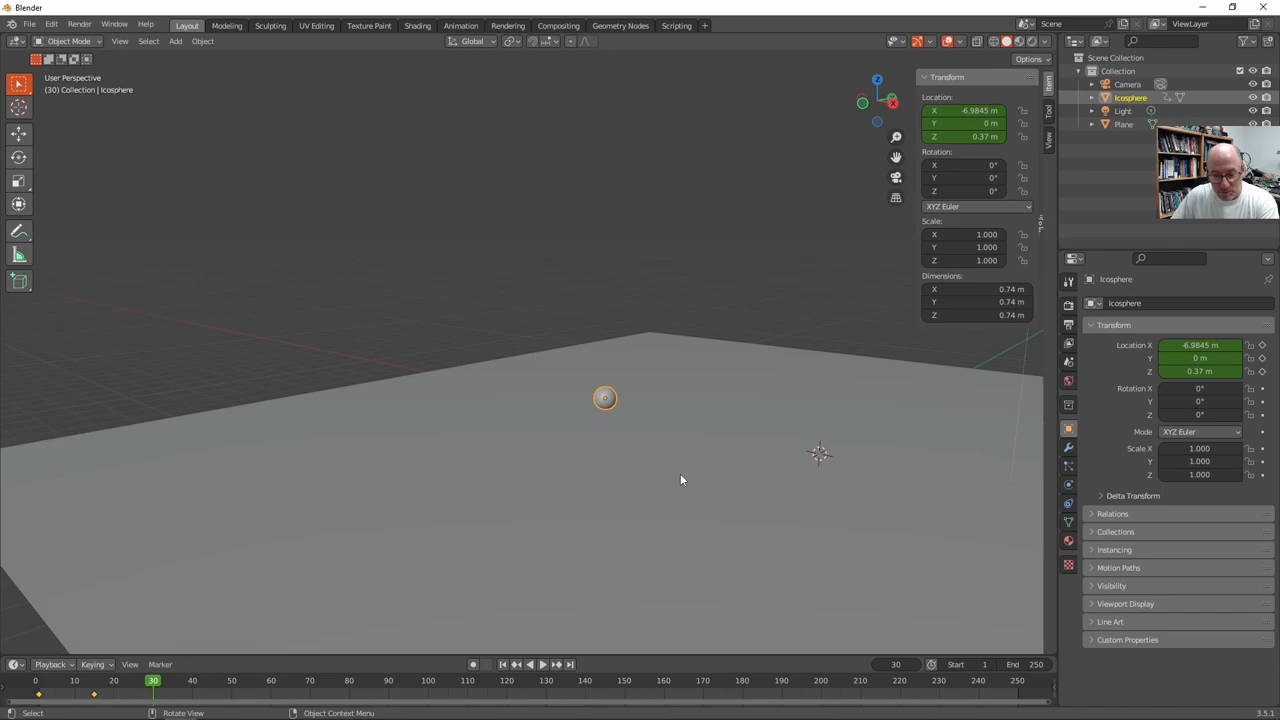 Blender
File Edit Render Window Help Layout Modeling Sculpting UV Editing Texture Paint Shading Animation Rendering Compositing Geometry Nodes Scripting + Scene ViewLayer
Object Mode View Select Add Object Global
Options
User Perspective
(30) Collection | Icosphere
Z
X
Transform
Location:
X -6.9845 m
Y 0 m
Z 0.37 m
Rotation:
X 0°
Y 0°
Z 0°
XYZ Euler
Scale:
X 1.000
Y 1.000
Z 1.000
Dimensions:
X 0.74 m
Y 0.74 m
Z 0.74 m
Item
Tool
View
Scene Collection
Collection
Camera
Icosphere
Light
Plane
Icosphere
Icosphere
Transform
Location X -6.9845 m
Y 0 m
Z 0.37 m
Rotation X 0°
Y 0°
Z 0°
Mode XYZ Euler
Scale X 1.000
Y 1.000
Z 1.000
Delta Transform
Relations
Collections
Instancing
Motion Paths
Visibility
Viewport Display
Line Art
Custom Properties
Playback Keying View Marker 30 Start 1 End 250
0 10 20 30 40 50 60 70 80 90 100 110 120 130 140 150 160 170 180 190 200 210 220 230 240 250
Select Rotate View Object Context Menu 3.5.1